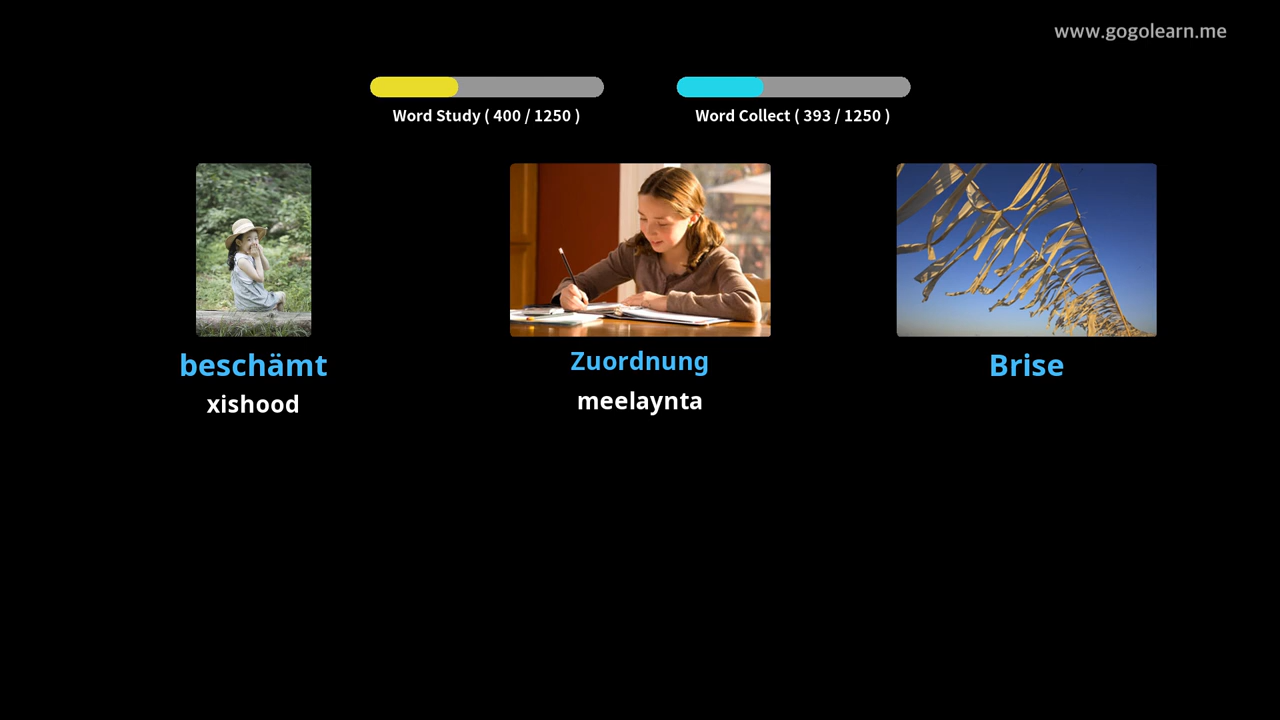 www.gogolearn.me
Word Study ( 400 / 1250 )
Word Collect ( 393 / 1250 )
beschämt
xishood
Zuordnung
meelaynta
Brise